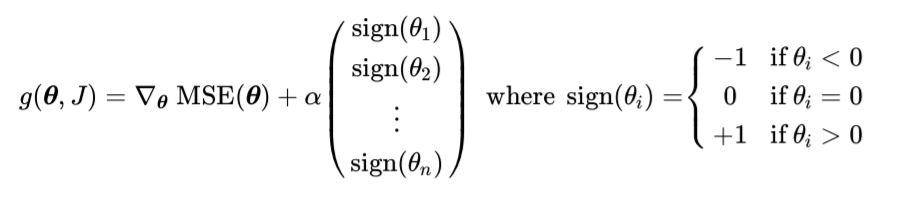 g(θ, J) = ∇θ MSE(θ) + α ( sign(θ₁) sign(θ₂) ⋮ sign(θₙ) ) where sign(θᵢ) = { −1 if θᵢ < 0 0 if θᵢ = 0 +1 if θᵢ > 0